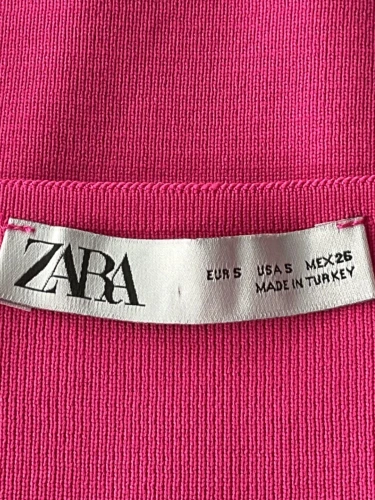 ZARA
EUR S USA S MEX 26
MADE IN TURKEY